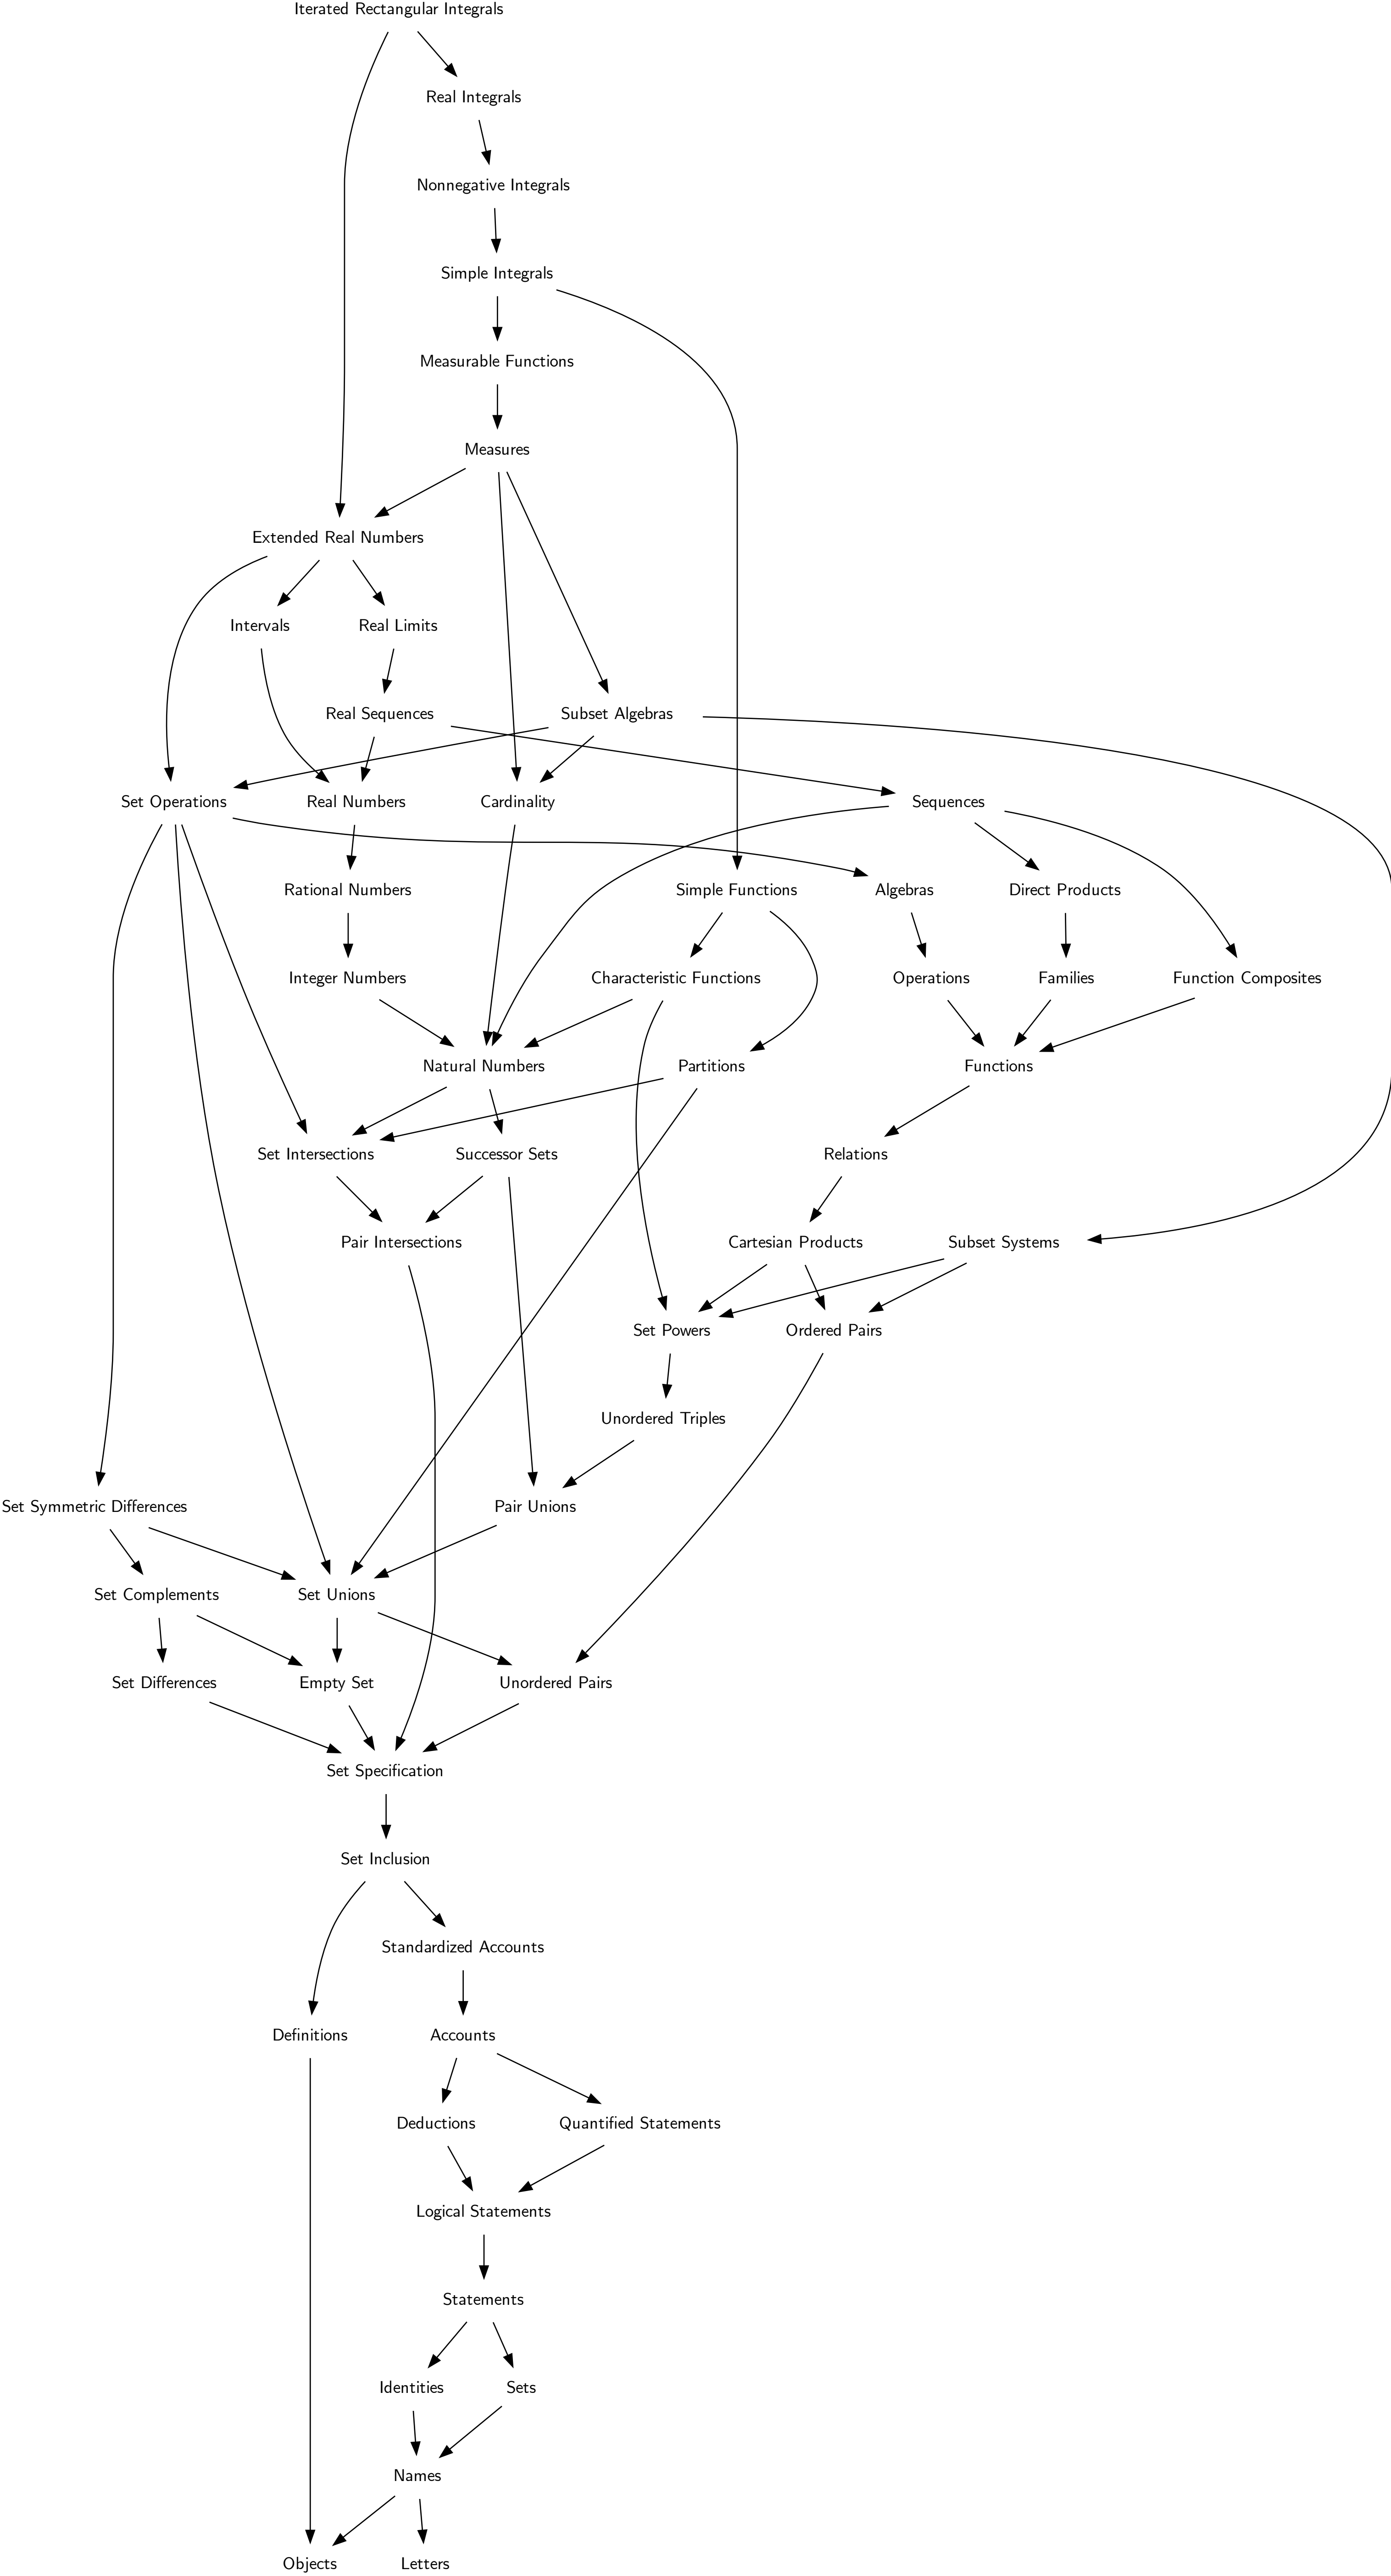 Iterated Rectangular Integrals
Real Integrals
Nonnegative Integrals
Simple Integrals
Measurable Functions
Measures
Extended Real Numbers
Intervals
Real Limits
Real Sequences
Subset Algebras
Set Operations
Real Numbers
Cardinality
Sequences
Rational Numbers
Simple Functions
Algebras
Direct Products
Integer Numbers
Characteristic Functions
Operations
Families
Function Composites
Natural Numbers
Partitions
Functions
Set Intersections
Successor Sets
Relations
Pair Intersections
Cartesian Products
Subset Systems
Set Powers
Ordered Pairs
Unordered Triples
Set Symmetric Differences
Pair Unions
Set Complements
Set Unions
Set Differences
Empty Set
Unordered Pairs
Set Specification
Set Inclusion
Standardized Accounts
Definitions
Accounts
Deductions
Quantified Statements
Logical Statements
Statements
Identities
Sets
Names
Objects
Letters